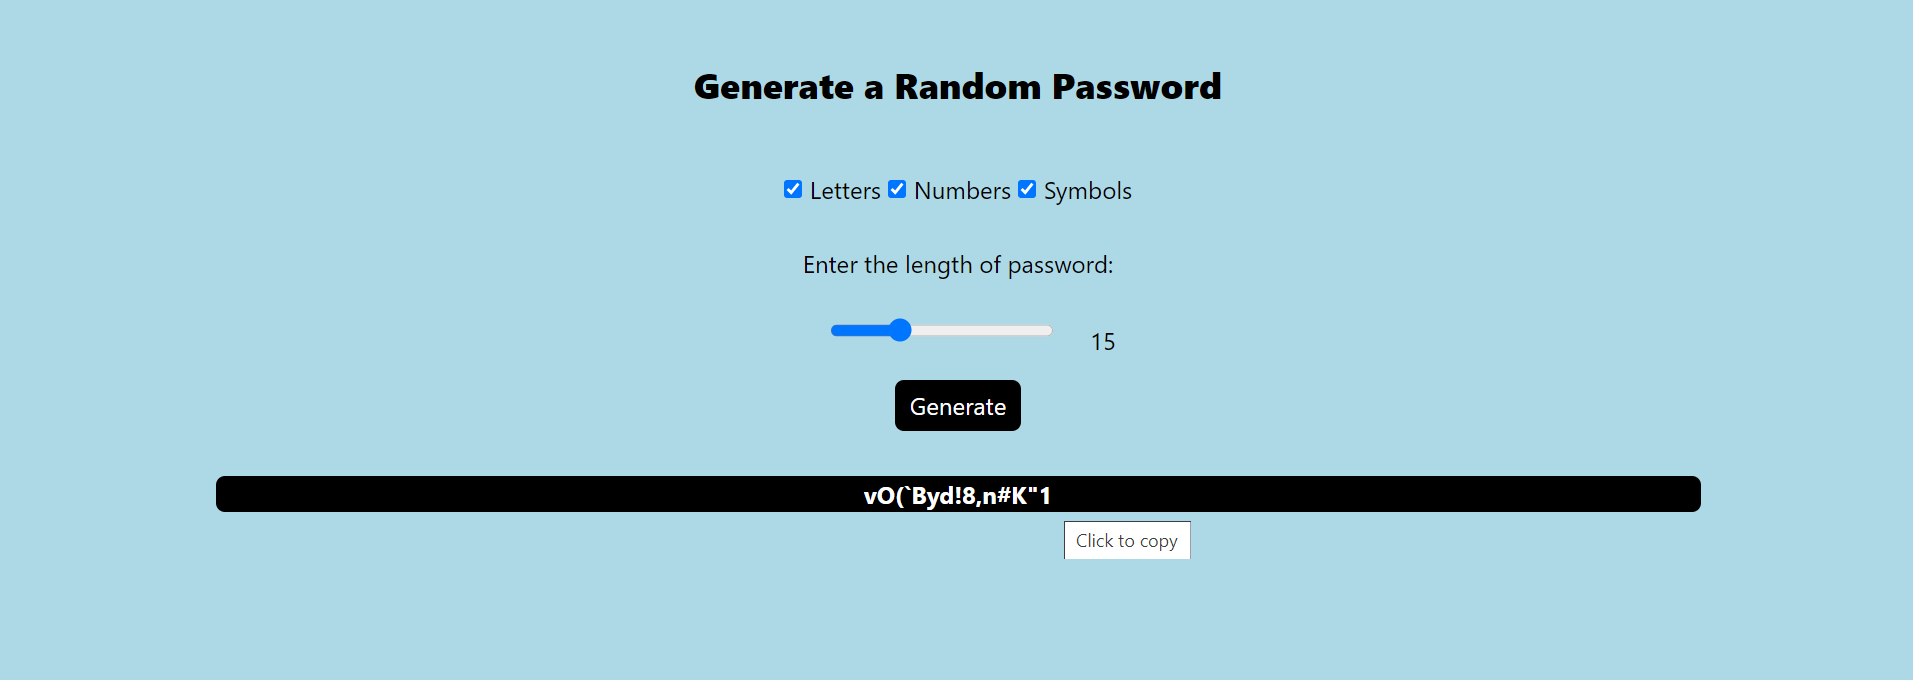 Generate a Random Password
Letters Numbers Symbols
Enter the length of password:
15
Generate
vO(`Byd!8,n#K"1
Click to copy